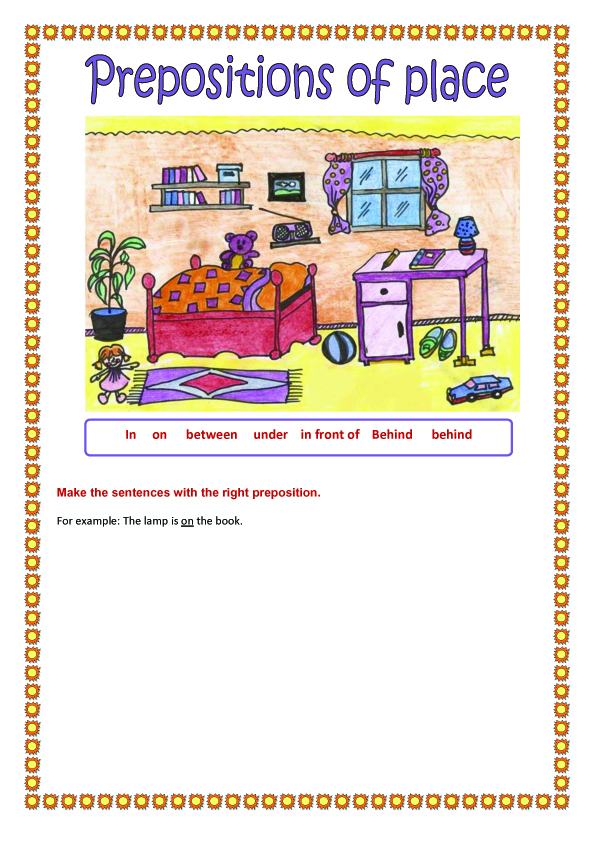 Prepositions of place
In on between under in front of Behind behind
Make the sentences with the right preposition.
For example: The lamp is on the book.